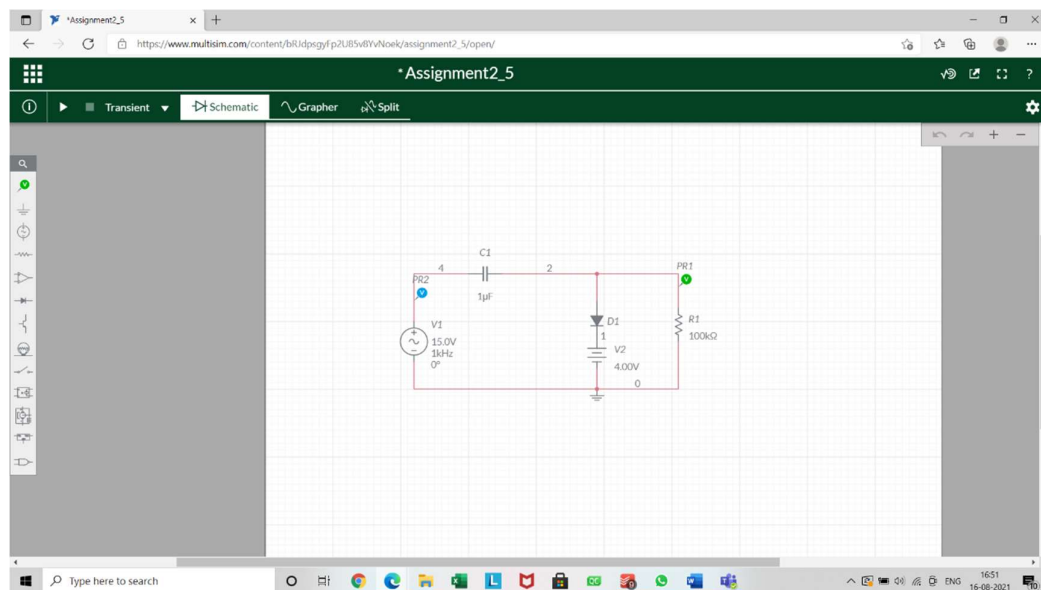 *Assignment2_5
https://www.multisim.com/content/bRJdpsgyFp2U85v8YvNoek/assignment2_5/open/
*Assignment2_5
Transient Schematic Grapher Split
C1
4 2 PR1
PR2
1µF
V1 D1 R1
15.0V 1 100kΩ
1kHz V2
0° 4.00V
0
Type here to search
ENG 16:51
16-08-2021